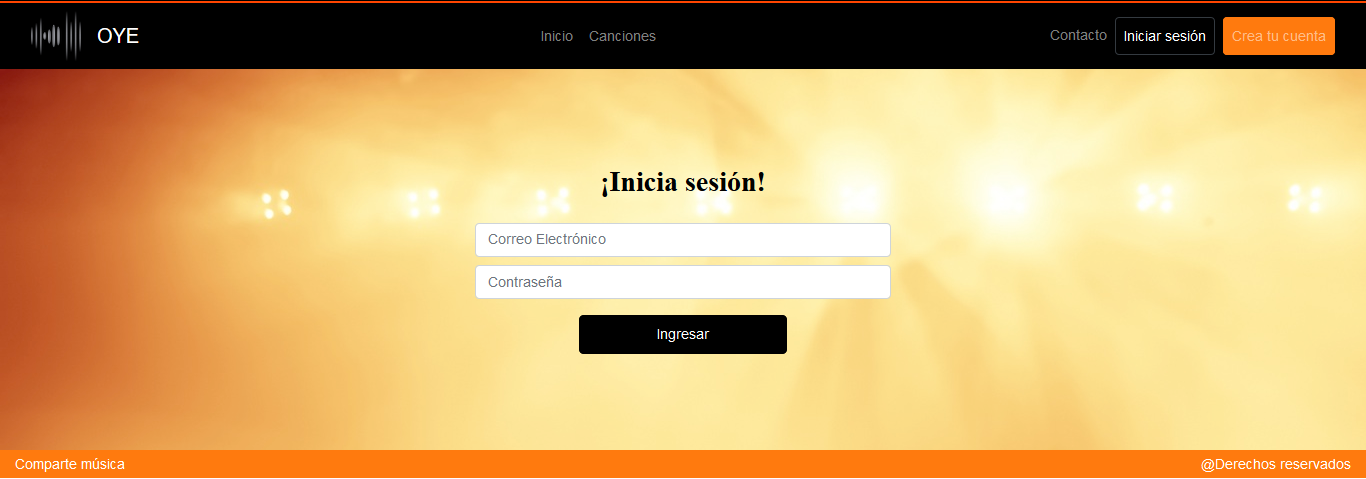 OYE Inicio Canciones Contacto Iniciar sesión Crea tu cuenta
¡Inicia sesión!
Correo Electrónico
Contraseña
Ingresar
Comparte música @Derechos reservados